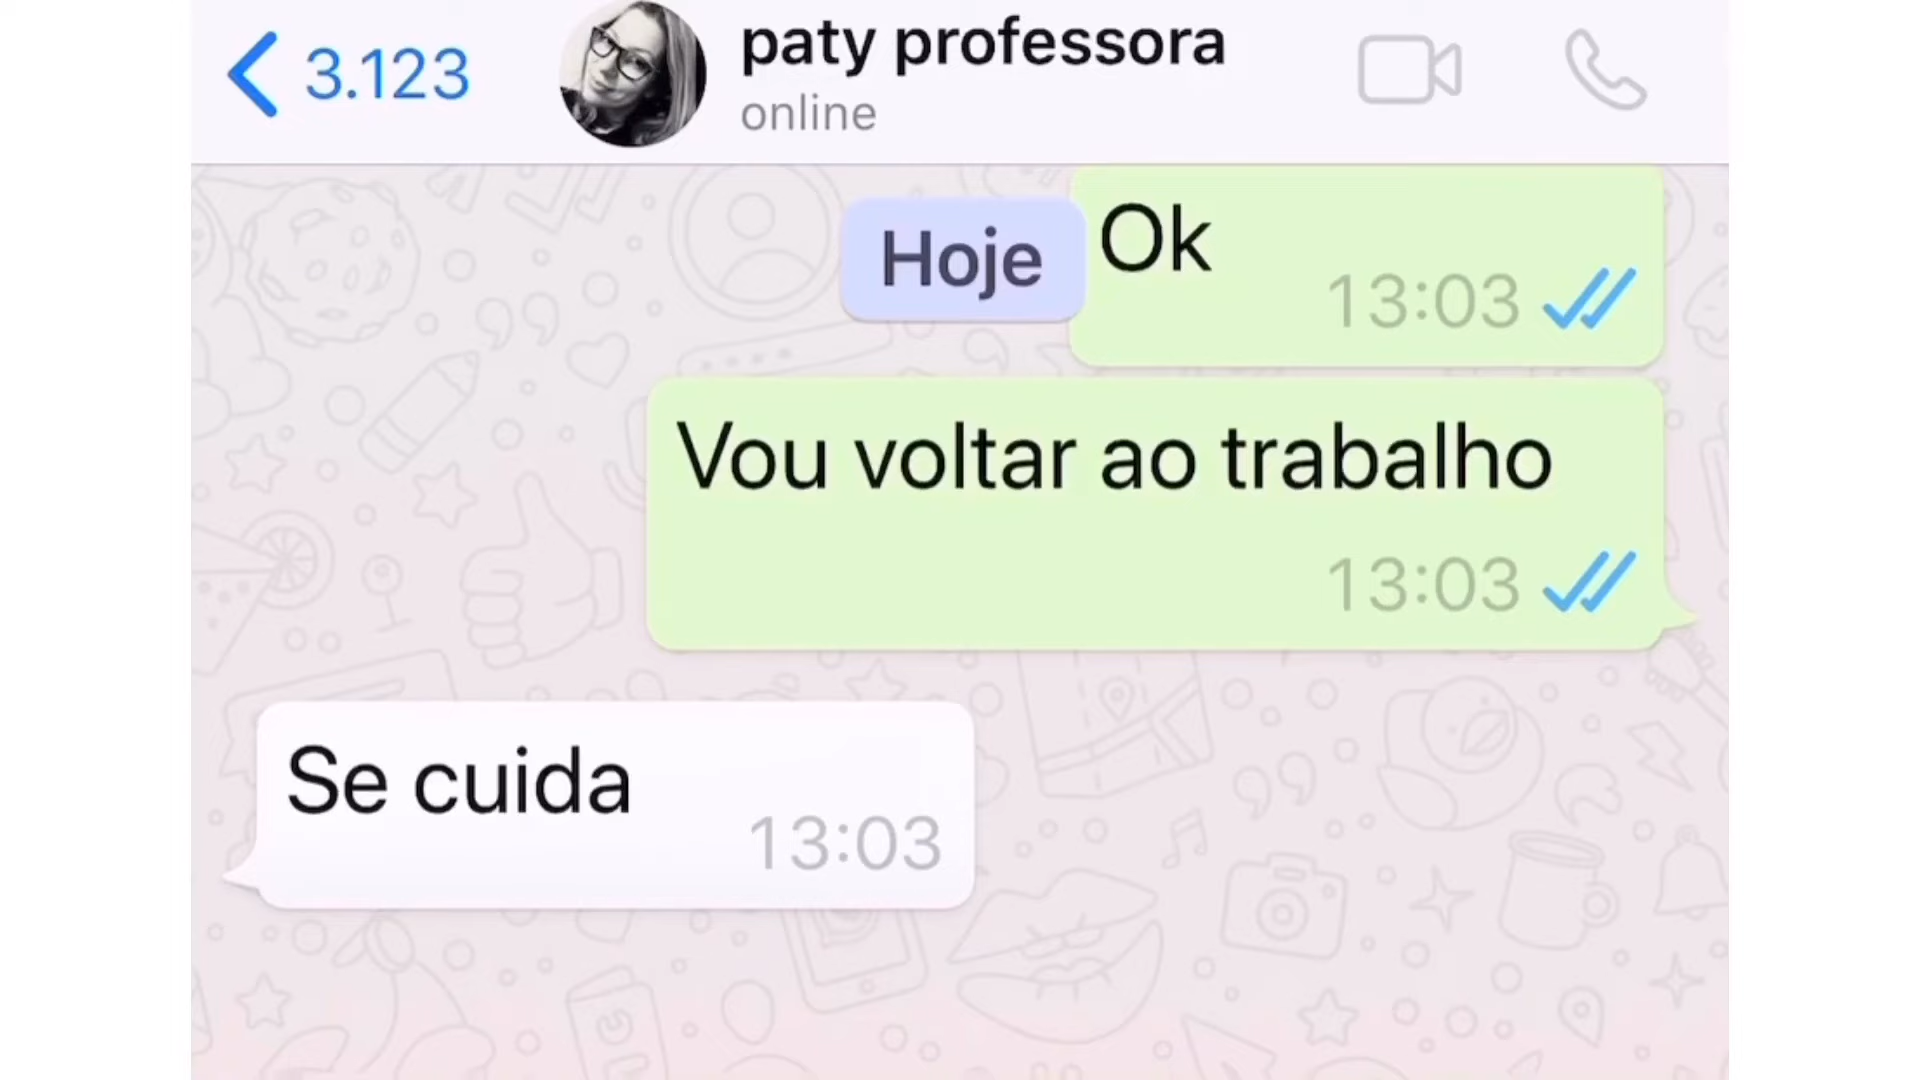 3.123
paty professora
online
Hoje
Ok
13:03
Vou voltar ao trabalho
13:03
Se cuida
13:03